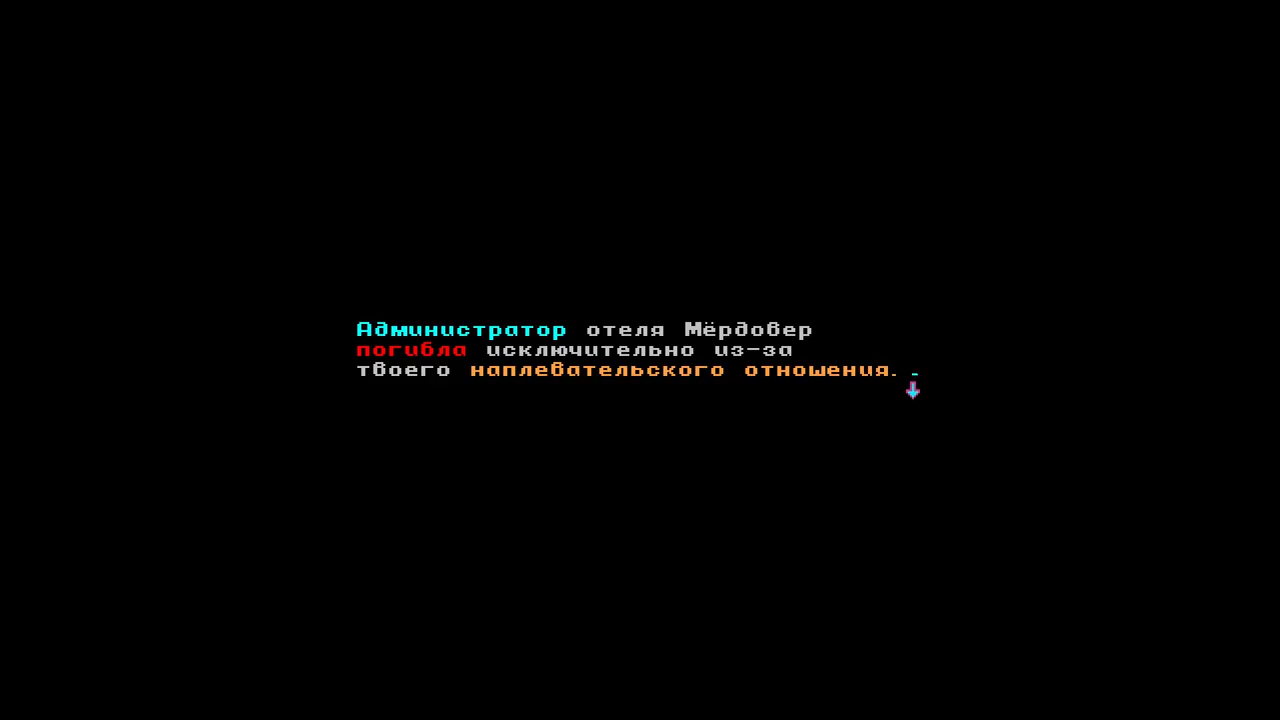 Администратор отеля Мёрдовер
погибла исключительно из-за
твоего наплевательского отношения.